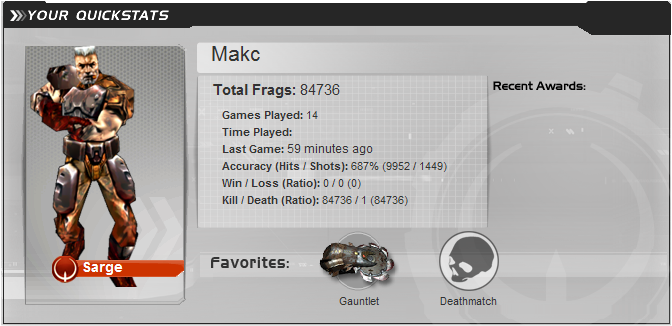 YOUR QUICKSTATS
Makc
Total Frags: 84736
Recent Awards:
Games Played: 14
Time Played:
Last Game: 59 minutes ago
Accuracy (Hits / Shots): 687% (9952 / 1449)
Win / Loss (Ratio): 0 / 0 (0)
Kill / Death (Ratio): 84736 / 1 (84736)
Sarge
Favorites:
Gauntlet
Deathmatch